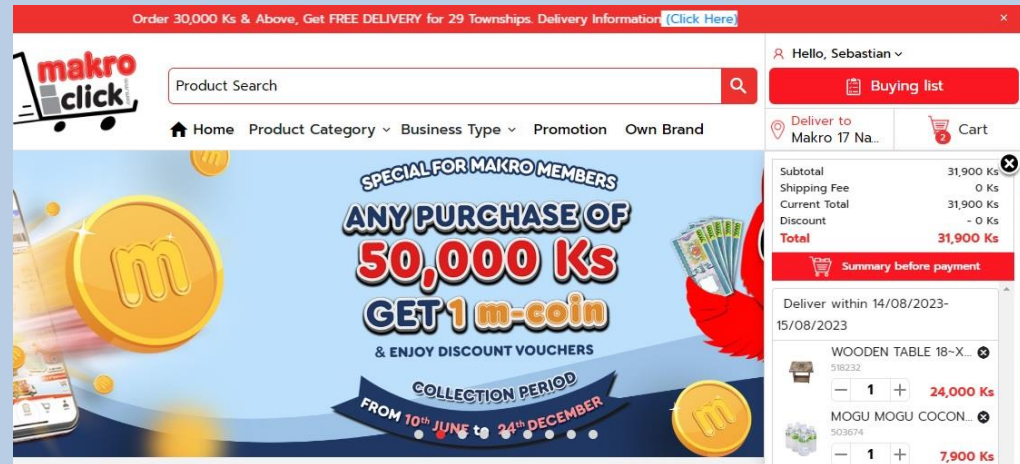 Order 30,000 Ks & Above, Get FREE DELIVERY for 29 Townships. Delivery Information (Click Here)
×
makro
click
Product Search
Home Product Category Business Type Promotion Own Brand
Hello, Sebastian
Buying list
Deliver to
Makro 17 Na...
2
Cart
SPECIAL FOR MAKRO MEMBERS
ANY PURCHASE OF
50,000 Ks
GET 1 m-coin
& ENJOY DISCOUNT VOUCHERS
COLLECTION PERIOD
FROM 10th JUNE to 24th DECEMBER
m
m
Subtotal 31,900 Ks
Shipping Fee 0 Ks
Current Total 31,900 Ks
Discount - 0 Ks
Total 31,900 Ks
Summary before payment
Deliver within 14/08/2023-
15/08/2023
WOODEN TABLE 18~X...
518232
— 1 + 24,000 Ks
MOGU MOGU COCON...
503674
— 1 + 7,900 Ks